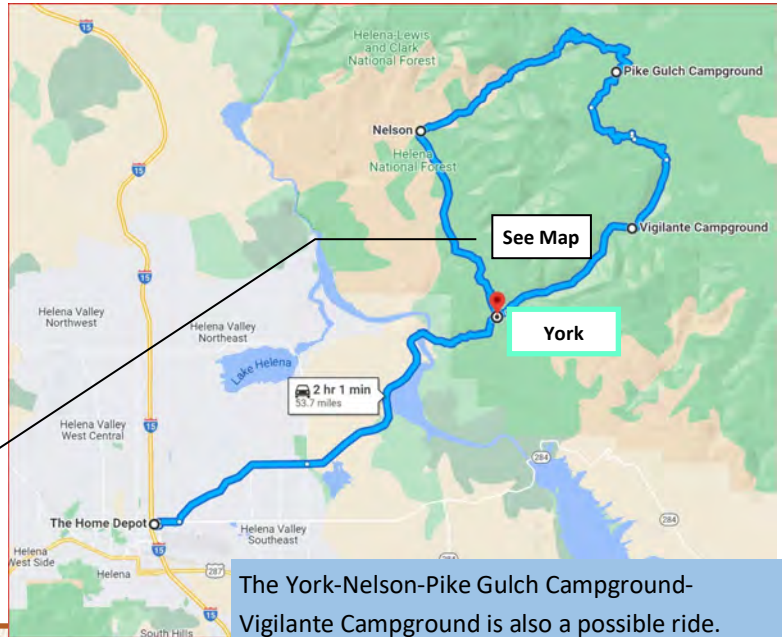 15
Helena-Lewis
and Clark
National Forest
Pike Gulch Campground
Nelson
Helena
National Forest
15
See Map
Vigilante Campground
York
Helena Valley
Northwest
Helena Valley
Northeast
Lake Helena
15
2 hr 1 min
53.7 miles
Helena Valley
West Central
15
284
284
284
The Home Depot
15
Helena Valley
Southeast
Helena
West Side
Helena
287
South Hills
The York-Nelson-Pike Gulch Campground-
Vigilante Campground is also a possible ride.